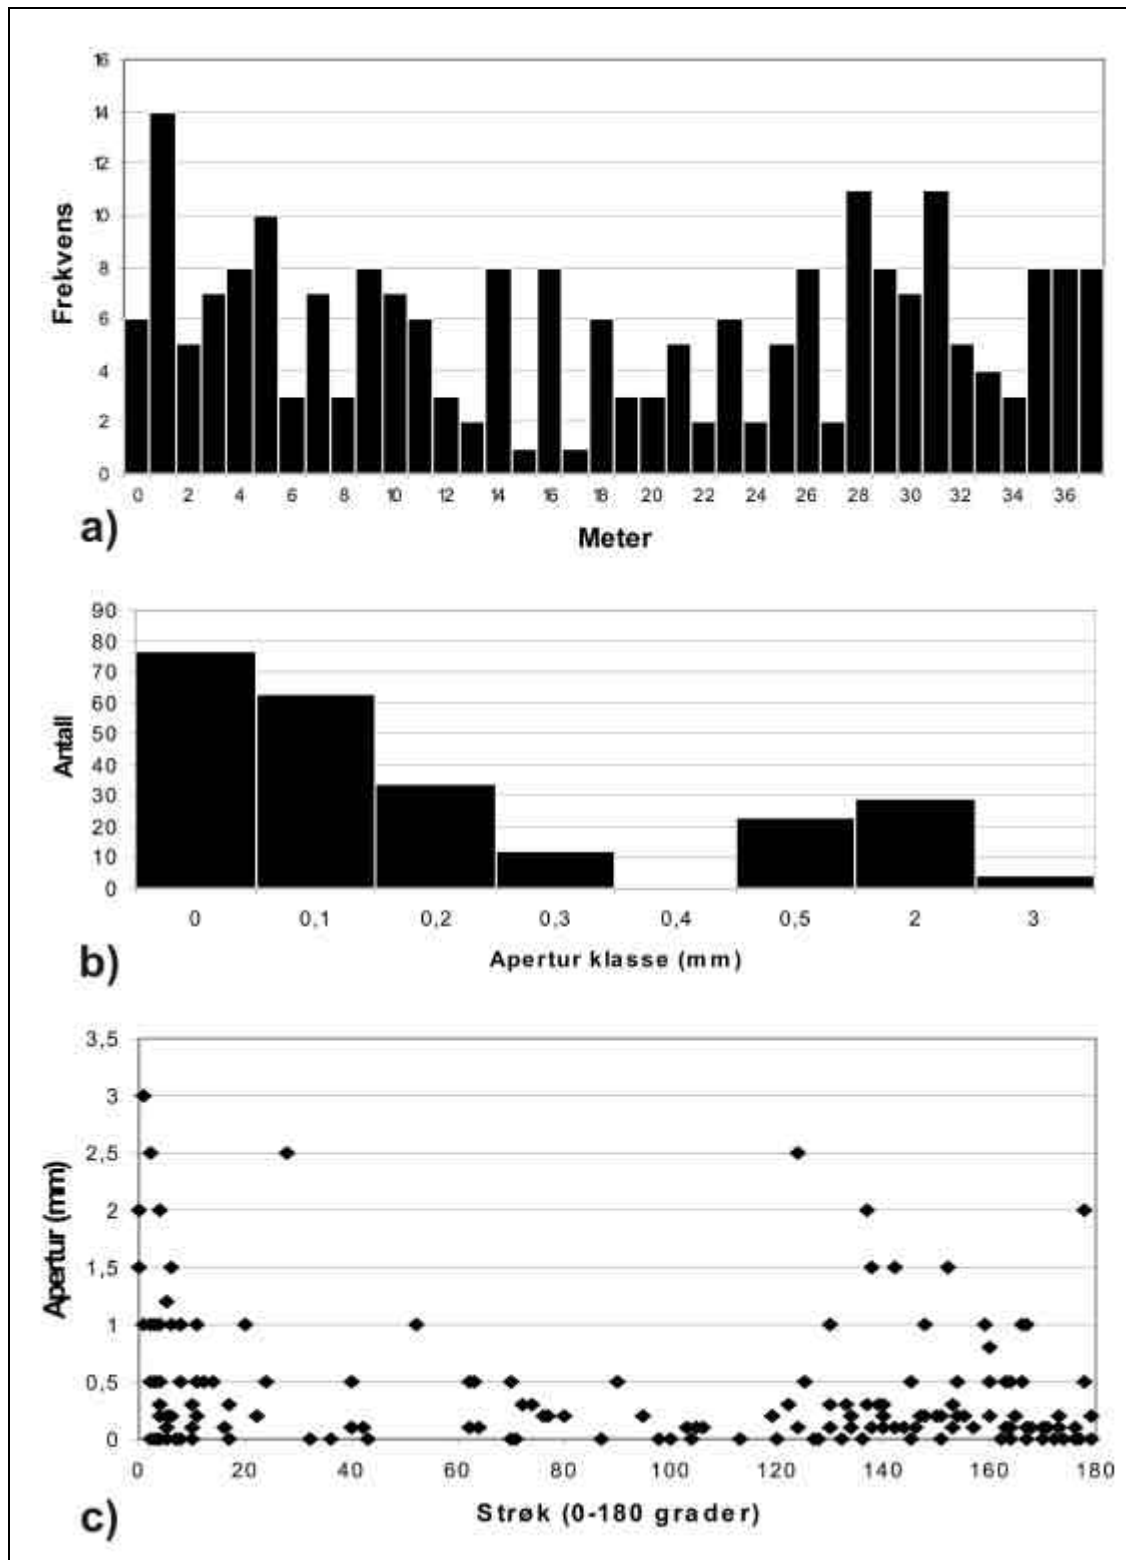 16
14
12
10
8
6
4
2
0
Frekvens
0 2 4 6 8 10 12 14 16 18 20 22 24 26 28 30 32 34 36
a)
Meter
90
80
70
60
50
40
30
20
10
0
Antall
0 0,1 0,2 0,3 0,4 0,5 2 3
b)
Apertur klasse (mm)
3,5
3
2,5
2
1,5
1
0,5
0
Apertur (mm)
0 20 40 60 80 100 120 140 160 180
c)
Strøk (0-180 grader)